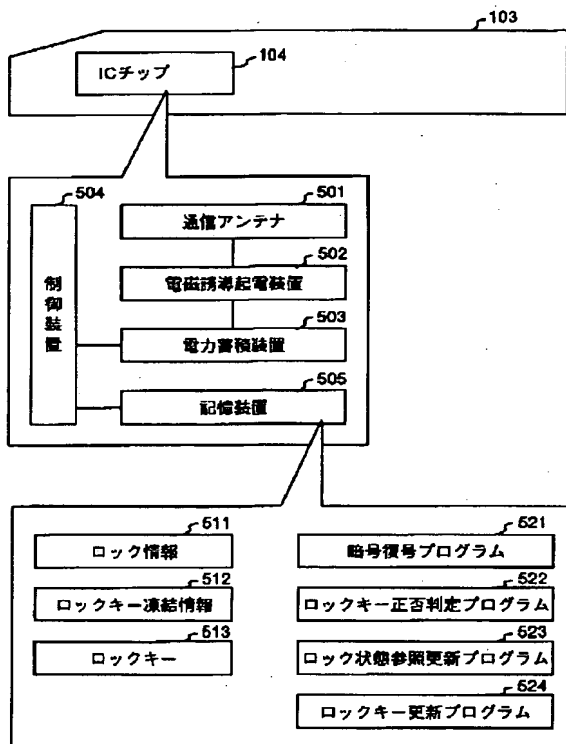 103
ICチップ
104
504
制御装置
501
通信アンテナ
502
電磁誘導起電装置
503
電力蓄積装置
505
記憶装置
511
ロック情報
512
ロックキー凍結情報
513
ロックキー
521
暗号復号プログラム
522
ロックキー正否判定プログラム
523
ロック状態参照更新プログラム
524
ロックキー更新プログラム